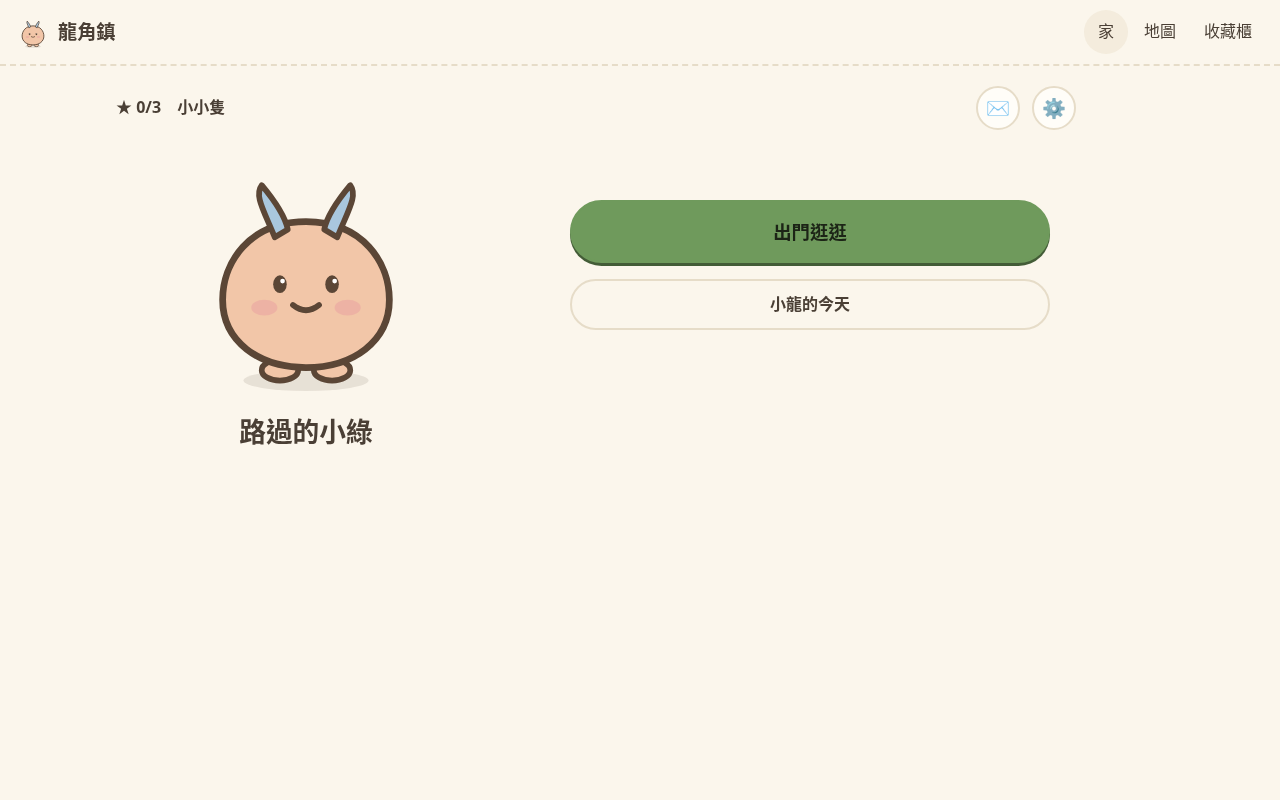 龍角鎮
家 地圖 收藏櫃
★ 0/3 小小隻
出門逛逛
小龍的今天
路過的小綠